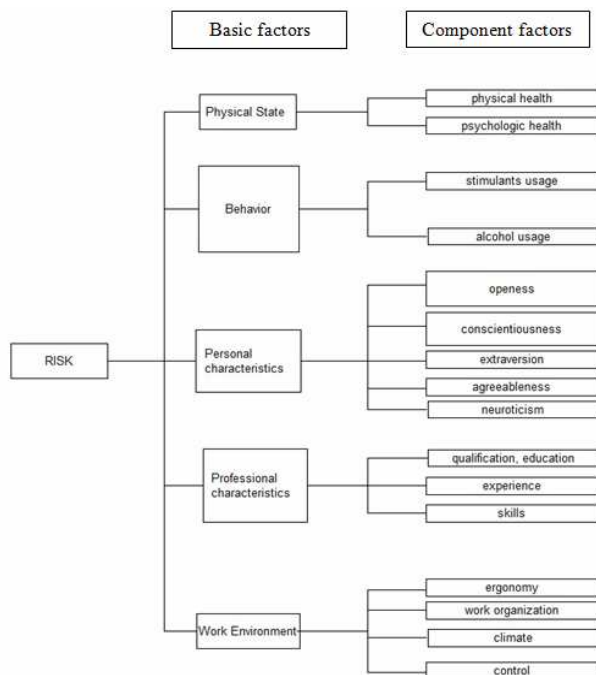 Basic factors
Component factors
Physical State
physical health
psychologic health
Behavior
stimulants usage
alcohol usage
RISK
Personal
characteristics
openess
conscientiousness
extraversion
agreeableness
neuroticism
Professional
characteristics
qualification, education
experience
skills
Work Environment
ergonomy
work organization
climate
control